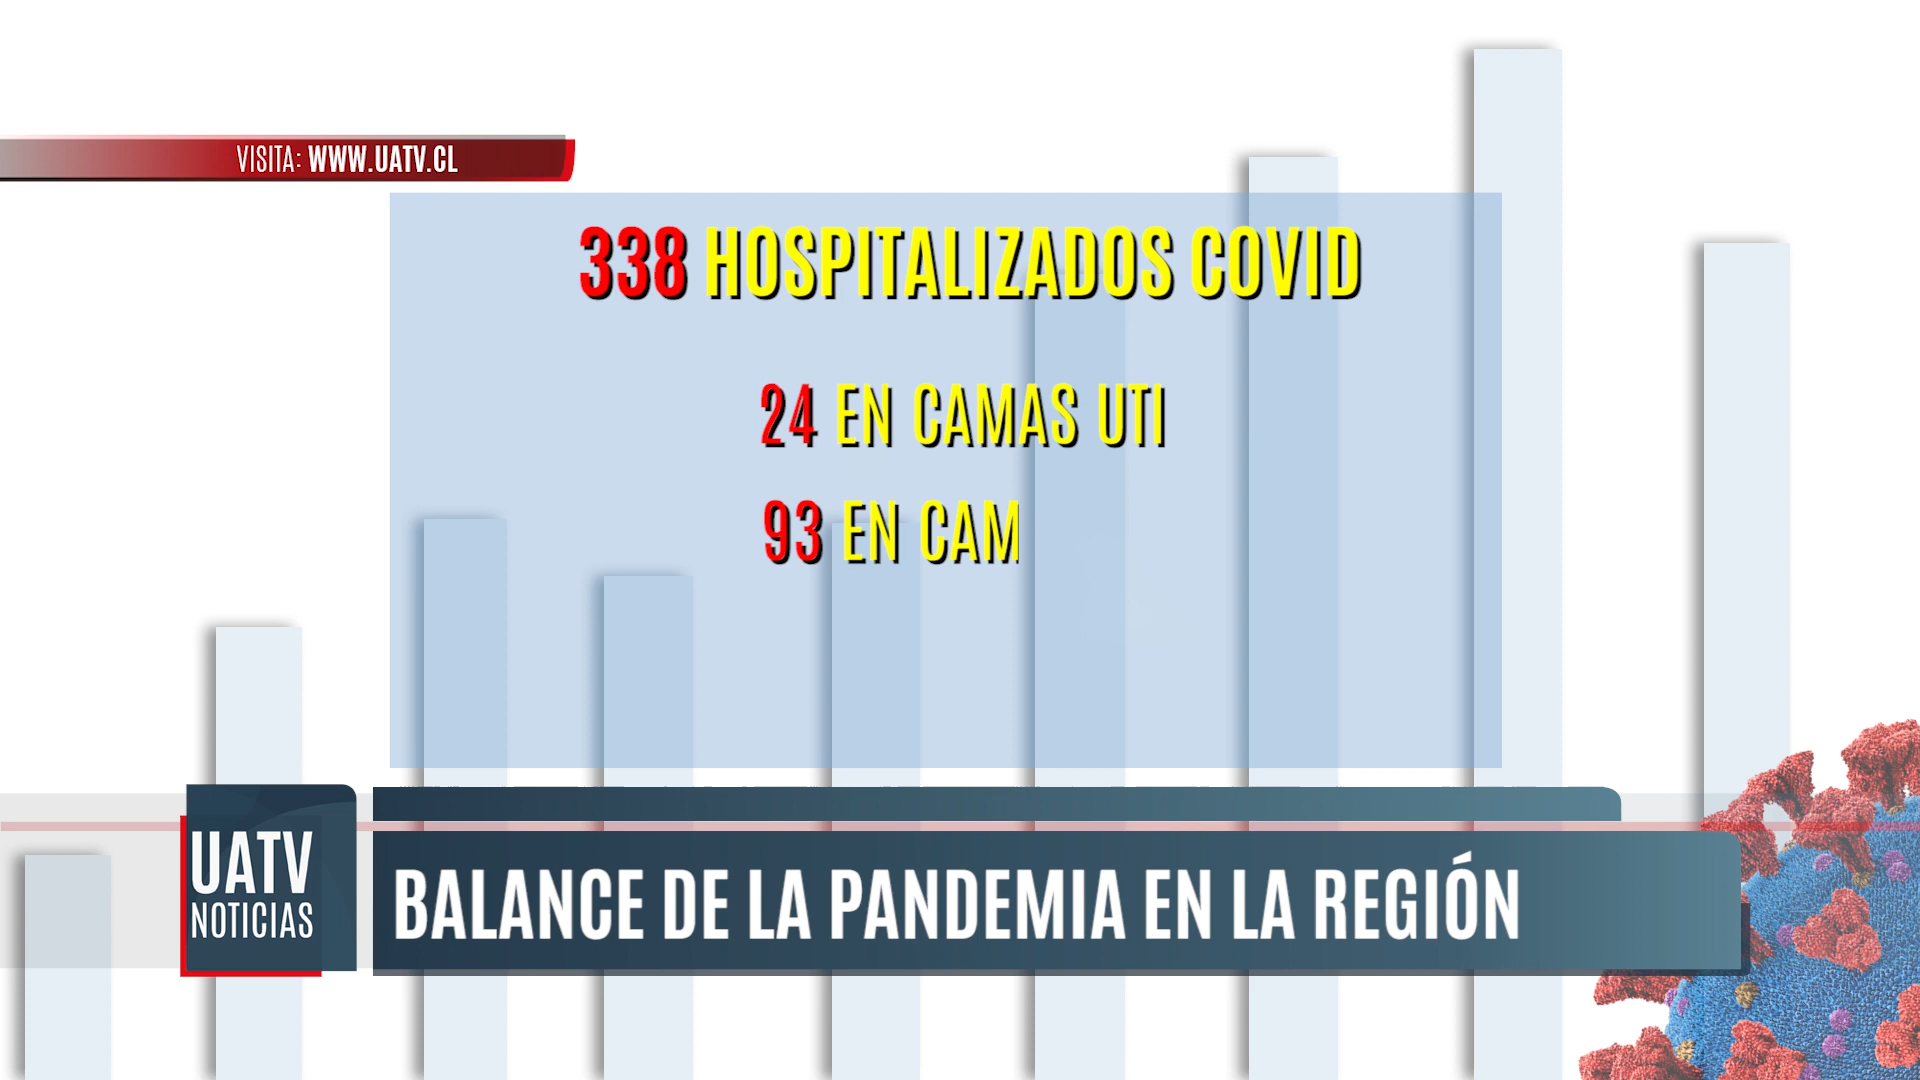 VISITA: WWW.UATV.CL
338 HOSPITALIZADOS COVID
24 EN CAMAS UTI
93 EN CAM
UATV
NOTICIAS
BALANCE DE LA PANDEMIA EN LA REGIÓN